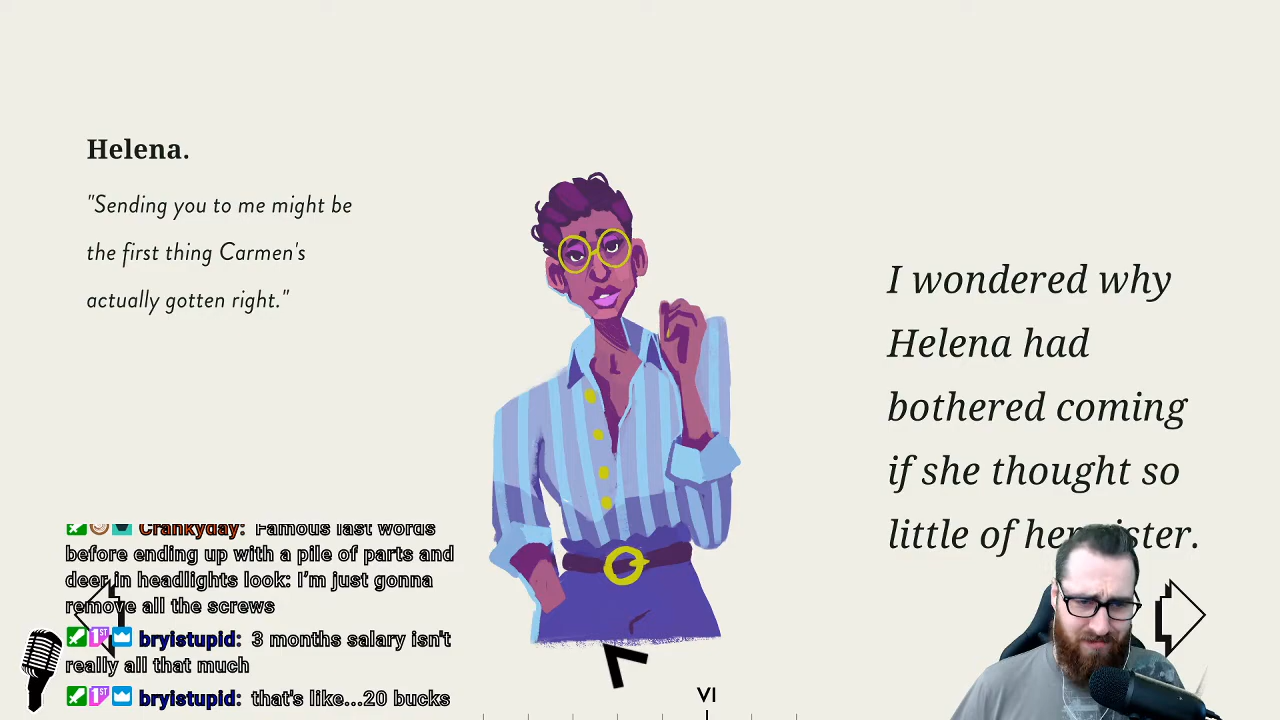 Helena.
"Sending you to me might be
the first thing Carmen's
actually gotten right."
I wondered why
Helena had
bothered coming
if she thought so
little of her sister.
Crankyday: Famous last words
before ending up with a pile of parts and
deer in headlights look: I'm just gonna
remove all the screws
bryistupid: 3 months salary isn't
really all that much
bryistupid: that's like...20 bucks
VI